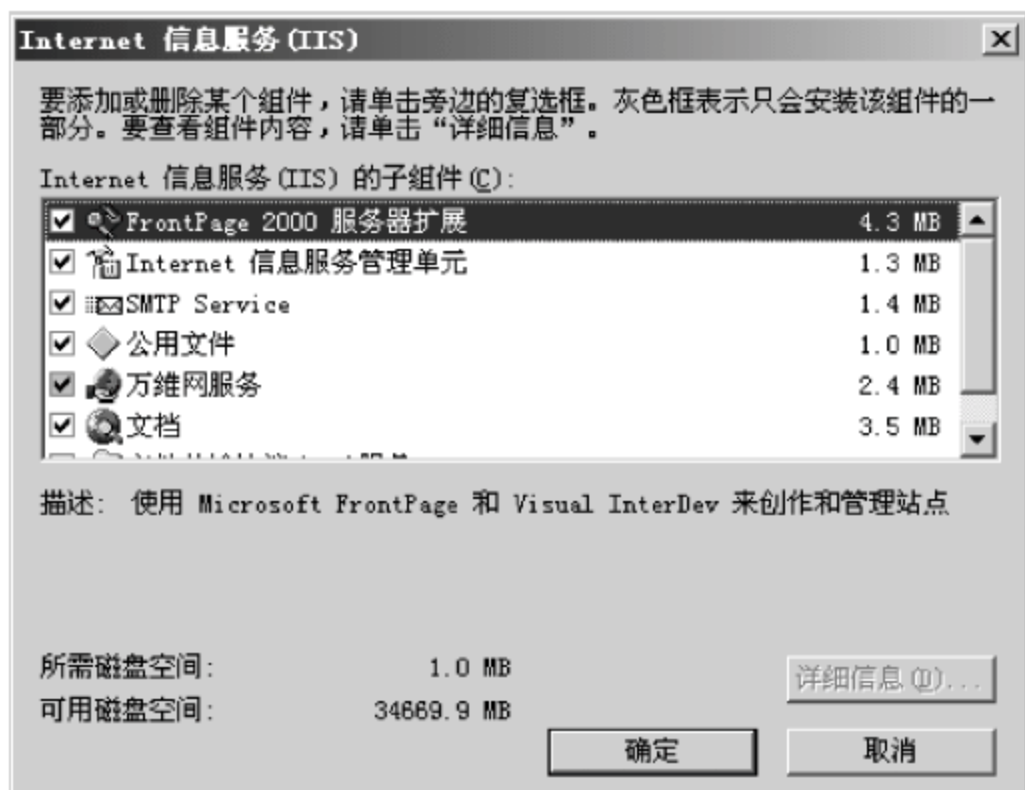 Internet 信息服务(IIS)
要添加或删除某个组件，请单击旁边的复选框。灰色框表示只会安装该组件的一
部分。要查看组件内容，请单击“详细信息”。
Internet 信息服务(IIS) 的子组件(C):
FrontPage 2000 服务器扩展 4.3 MB
Internet 信息服务管理单元 1.3 MB
SMTP Service 1.4 MB
公用文件 1.0 MB
万维网服务 2.4 MB
文档 3.5 MB
描述: 使用 Microsoft FrontPage 和 Visual InterDev 来创作和管理站点
所需磁盘空间: 1.0 MB
详细信息(D)...
可用磁盘空间: 34669.9 MB
确定 取消